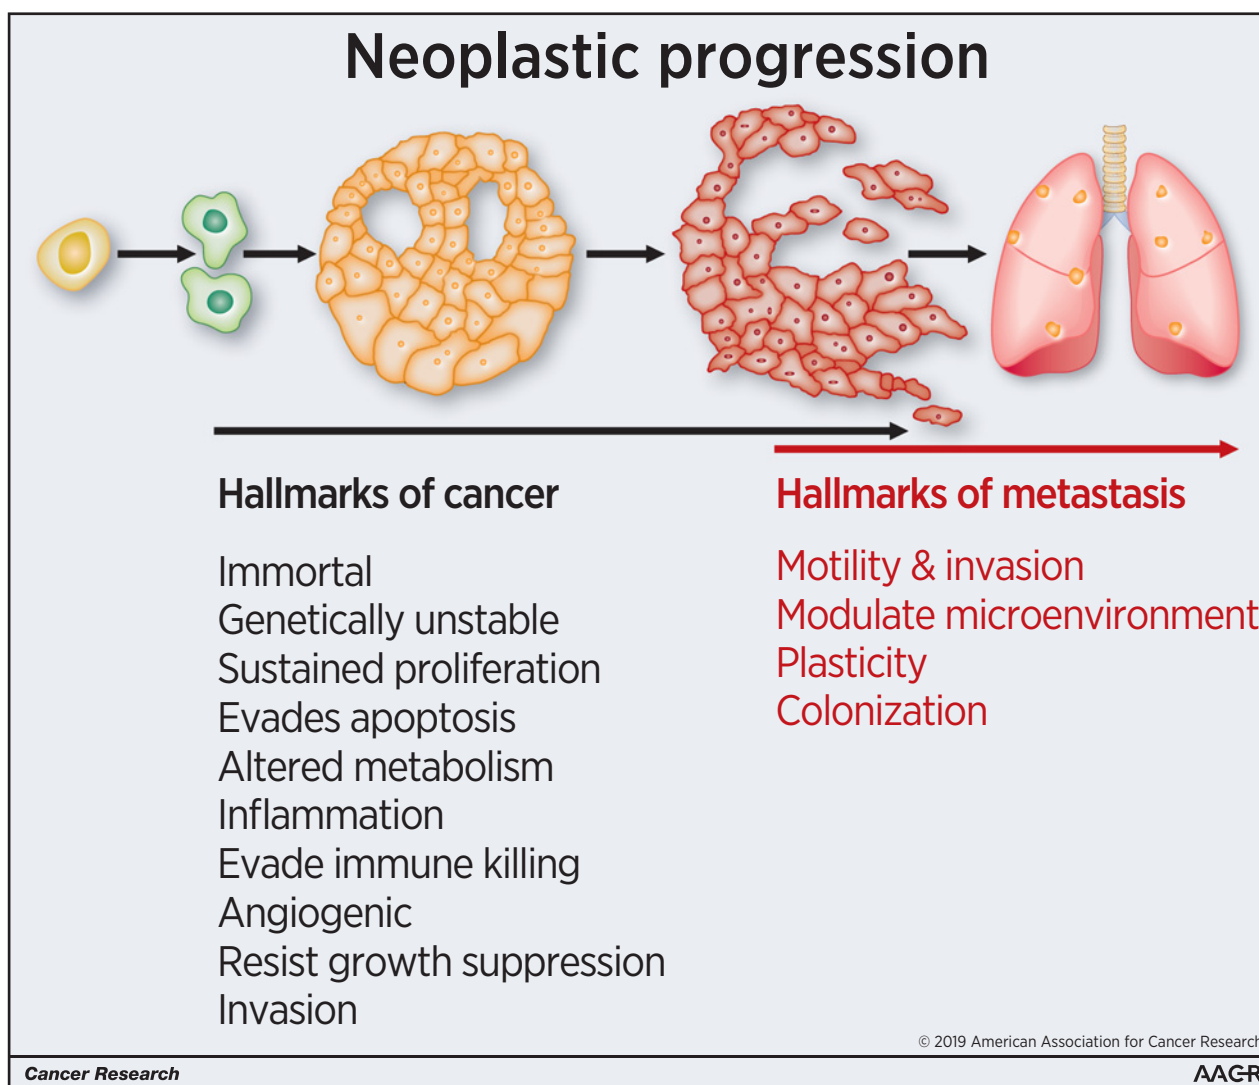 Neoplastic progression
Hallmarks of cancer
Immortal
Genetically unstable
Sustained proliferation
Evades apoptosis
Altered metabolism
Inflammation
Evade immune killing
Angiogenic
Resist growth suppression
Invasion
Hallmarks of metastasis
Motility & invasion
Modulate microenvironment
Plasticity
Colonization
© 2019 American Association for Cancer Research
Cancer Research
AACR